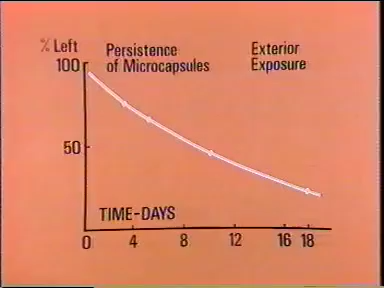 % Left
100
Persistence
of Microcapsules
Exterior
Exposure
50
TIME-DAYS
0 4 8 12 16 18